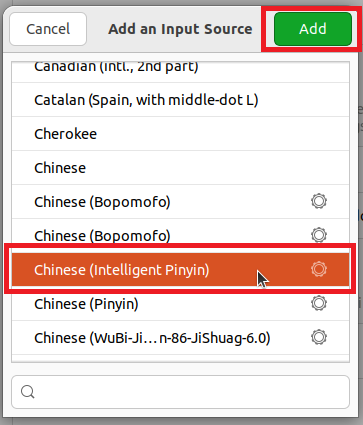 Cancel
Add an Input Source
Add
Canadian (Intl., 2nd part)
Catalan (Spain, with middle-dot L)
Cherokee
Chinese
Chinese (Bopomofo)
Chinese (Bopomofo)
Chinese (Intelligent Pinyin)
Chinese (Pinyin)
Chinese (WuBi-Ji…n-86-JiShuag-6.0)